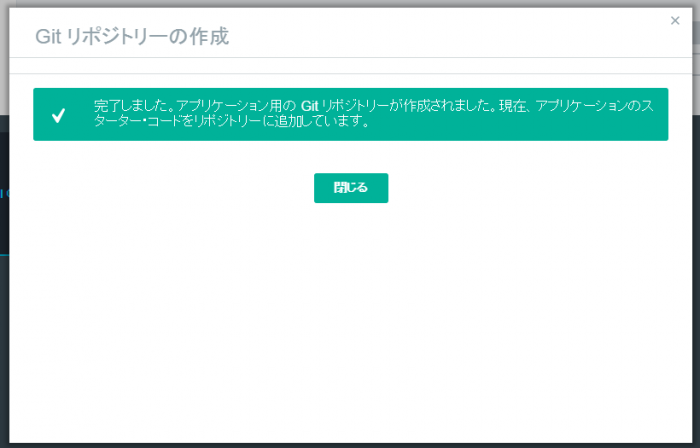 Git リポジトリーの作成
×
完了しました。アプリケーション用の Git リポジトリーが作成されました。現在、アプリケーションのス
ターター・コードをリポジトリーに追加しています。
閉じる